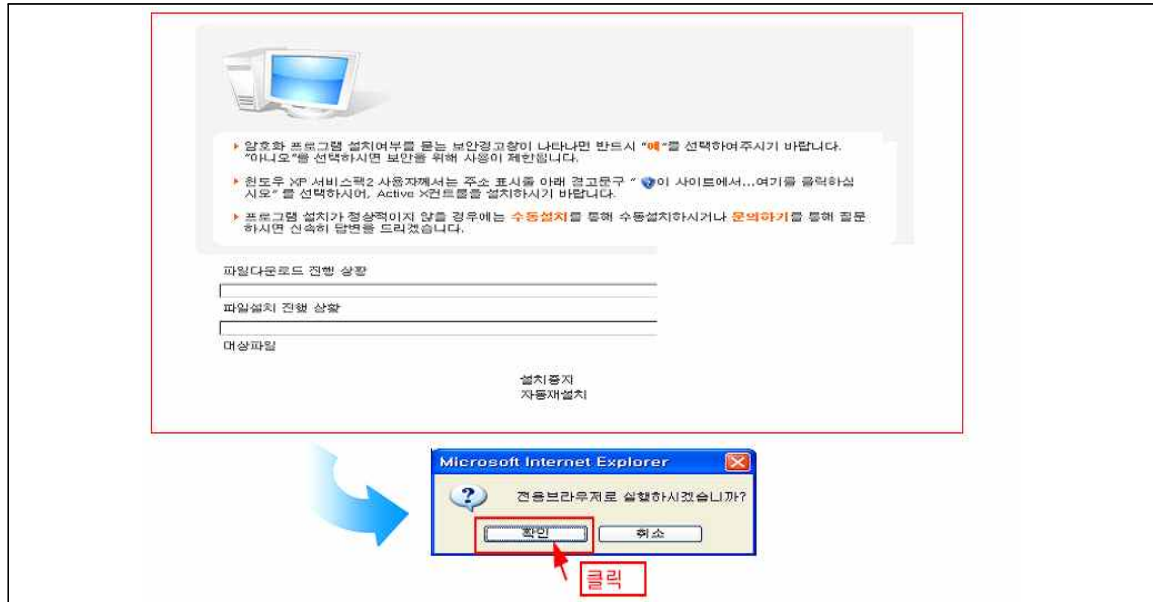 암호화 프로그램 설치여부를 묻는 보안경고창이 나타나면 반드시 "예"를 선택하여주시기 바랍니다.
"아니오"를 선택하시면 보안을 위해 사용이 제한됩니다.
윈도우 XP 서비스팩2 사용자께서는 주소 표시줄 아래 경고문구 " 이 사이트에서...여기를 클릭하십
시오" 를 선택하시어, Active X컨트롤을 설치하시기 바랍니다.
프로그램 설치가 정상적이지 않을 경우에는 수동설치를 통해 수동설치하시거나 문의하기를 통해 질문
하시면 신속히 답변을 드리겠습니다.
파일다운로드 진행 상황
파일설치 진행 상황
대상파일
설치중지
자동재설치
Microsoft Internet Explorer
전용브라우저로 실행하시겠습니까?
확인 취소
클릭